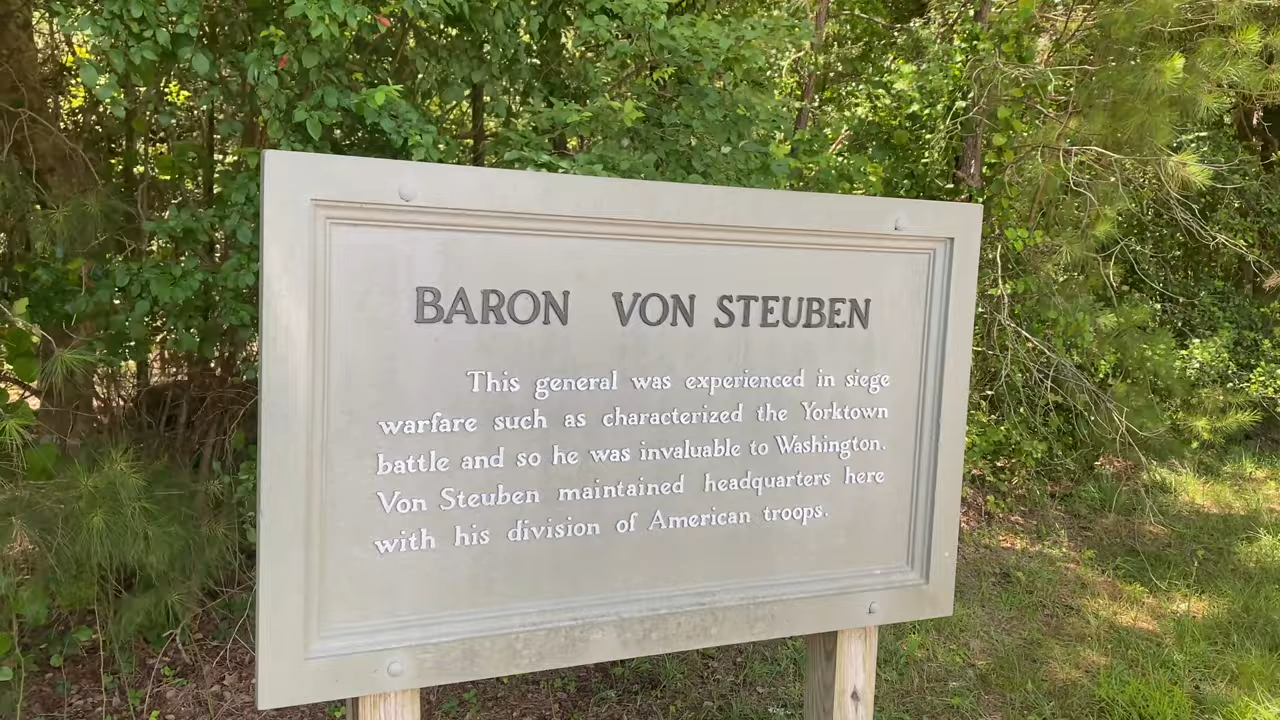 BARON VON STEUBEN
This general was experienced in siege
warfare such as characterized the Yorktown
battle and so he was invaluable to Washington.
Von Steuben maintained headquarters here
with his division of American troops.